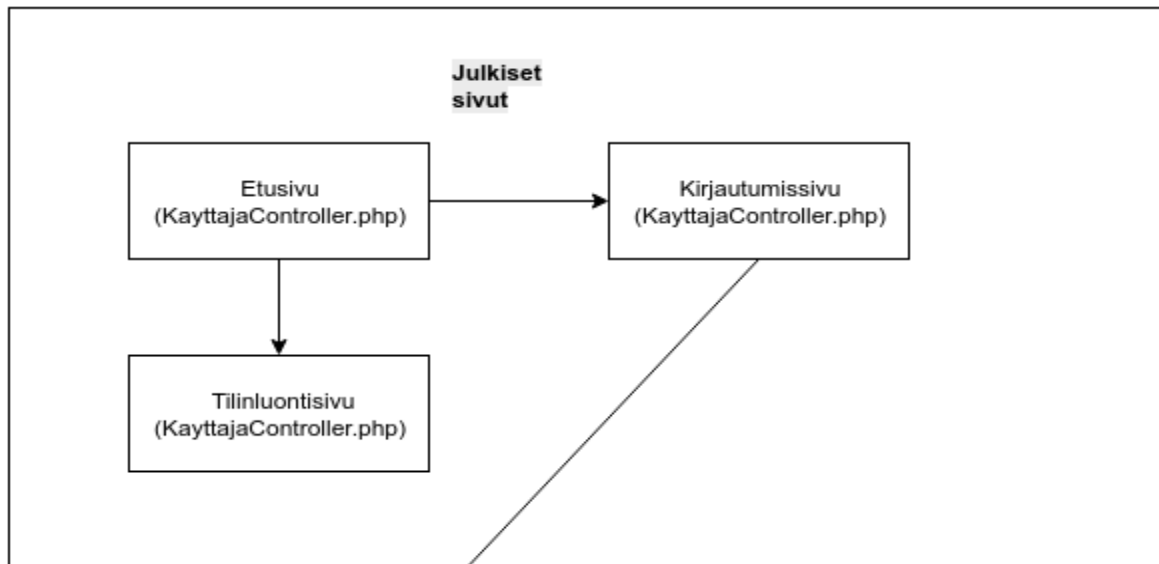 Julkiset
sivut
Etusivu
(KayttajaController.php)
Kirjautumissivu
(KayttajaController.php)
Tilinluontisivu
(KayttajaController.php)